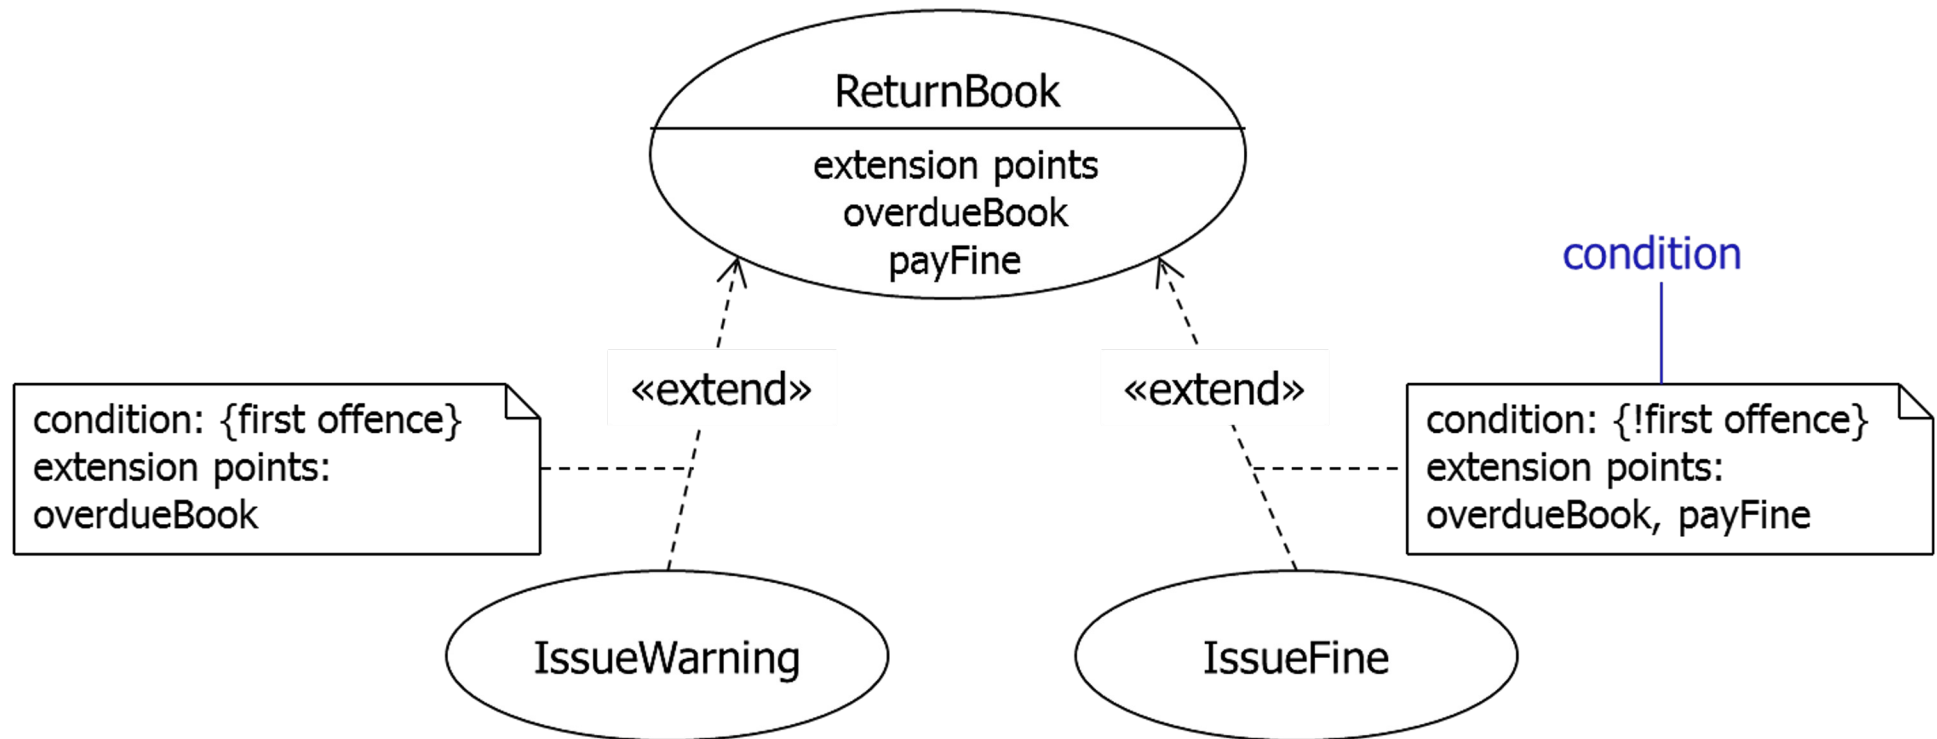 ReturnBook
extension points
overdueBook
payFine
condition
«extend»
«extend»
condition: {first offence}
extension points:
overdueBook
condition: {!first offence}
extension points:
overdueBook, payFine
IssueWarning
IssueFine